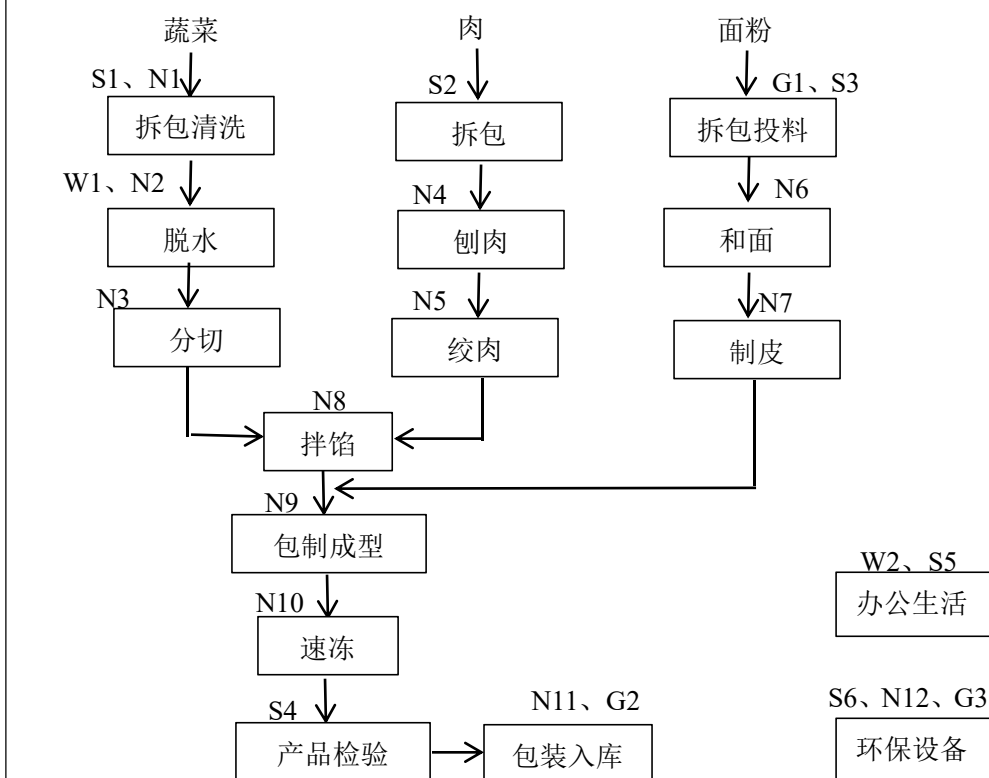 蔬菜
肉
面粉
S1、N1
S2
G1、S3
拆包清洗
拆包
拆包投料
W1、N2
N4
N6
脱水
刨肉
和面
N3
N5
N7
分切
绞肉
制皮
N8
拌馅
N9
包制成型
W2、S5
办公生活
N10
速冻
S4
N11、G2
S6、N12、G3
产品检验
包装入库
环保设备